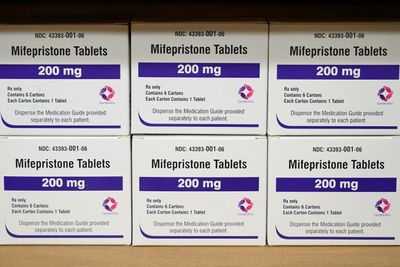 NDC: 43393-001-06
Mifepristone Tablets
200 mg
Rx only
Contains 6 Cartons
Each Carton Contains 1 Tablet
GenBioPro
Dispense the Medication Guide provided
separately to each patient.
NDC: 43393-001-06
Mifepristone Tablets
200 mg
Rx only
Contains 6 Cartons
Each Carton Contains 1 Tablet
GenBioPro
Dispense the Medication Guide provided
separately to each patient.
NDC: 43393-001-06
Mifepristone Tablets
200 mg
Rx only
Contains 6 Cartons
Each Carton Contains 1 Tablet
GenBioPro
Dispense the Medication Guide provided
separately to each patient.
NDC: 43393-001-06
Mifepristone Tablets
200 mg
Rx only
Contains 6 Cartons
Each Carton Contains 1 Tablet
GenBioPro
Dispense the Medication Guide provided
separately to each patient.
NDC: 43393-001-06
Mifepristone Tablets
200 mg
Rx only
Contains 6 Cartons
Each Carton Contains 1 Tablet
GenBioPro
Dispense the Medication Guide provided
separately to each patient.
NDC: 43393-001-06
Mifepristone Tablets
200 mg
Rx only
Contains 6 Cartons
Each Carton Contains 1 Tablet
GenBioPro
Dispense the Medication Guide provided
separately to each patient.